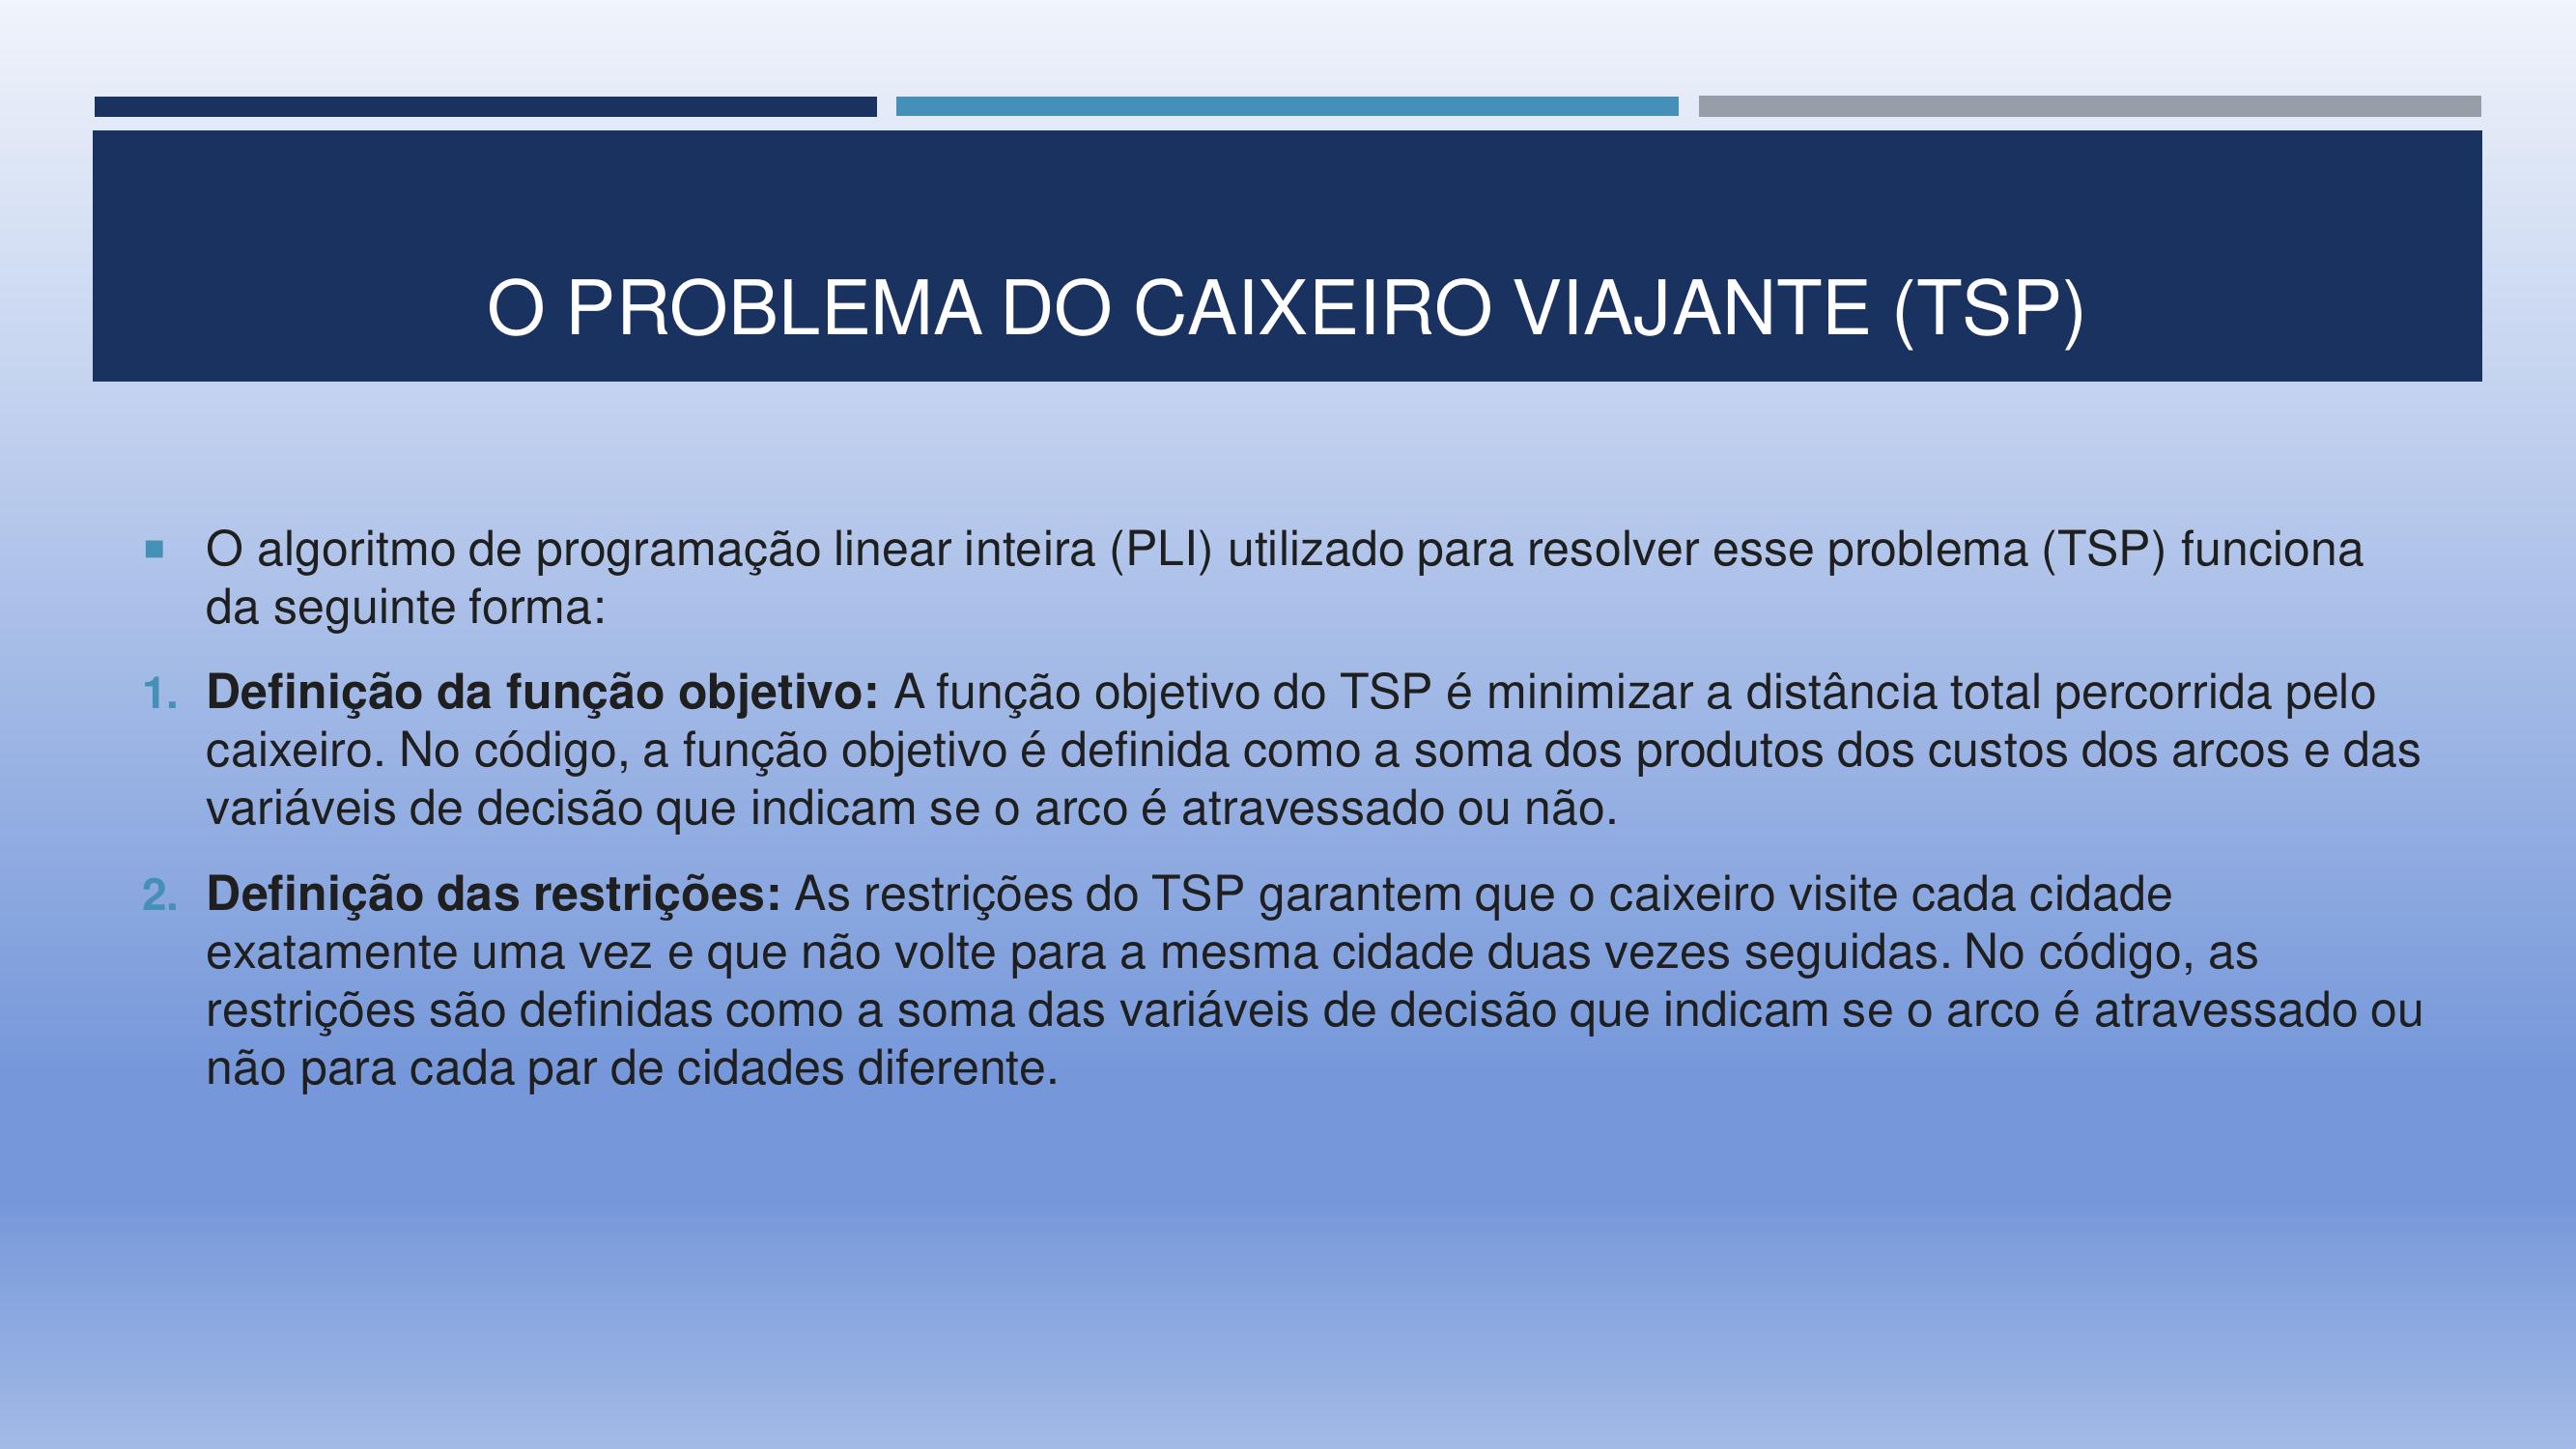 O PROBLEMA DO CAIXEIRO VIAJANTE (TSP)
▪ O algoritmo de programação linear inteira (PLI) utilizado para resolver esse problema (TSP) funciona
da seguinte forma:
1. Definição da função objetivo: A função objetivo do TSP é minimizar a distância total percorrida pelo
caixeiro. No código, a função objetivo é definida como a soma dos produtos dos custos dos arcos e das
variáveis de decisão que indicam se o arco é atravessado ou não.
2. Definição das restrições: As restrições do TSP garantem que o caixeiro visite cada cidade
exatamente uma vez e que não volte para a mesma cidade duas vezes seguidas. No código, as
restrições são definidas como a soma das variáveis de decisão que indicam se o arco é atravessado ou
não para cada par de cidades diferente.